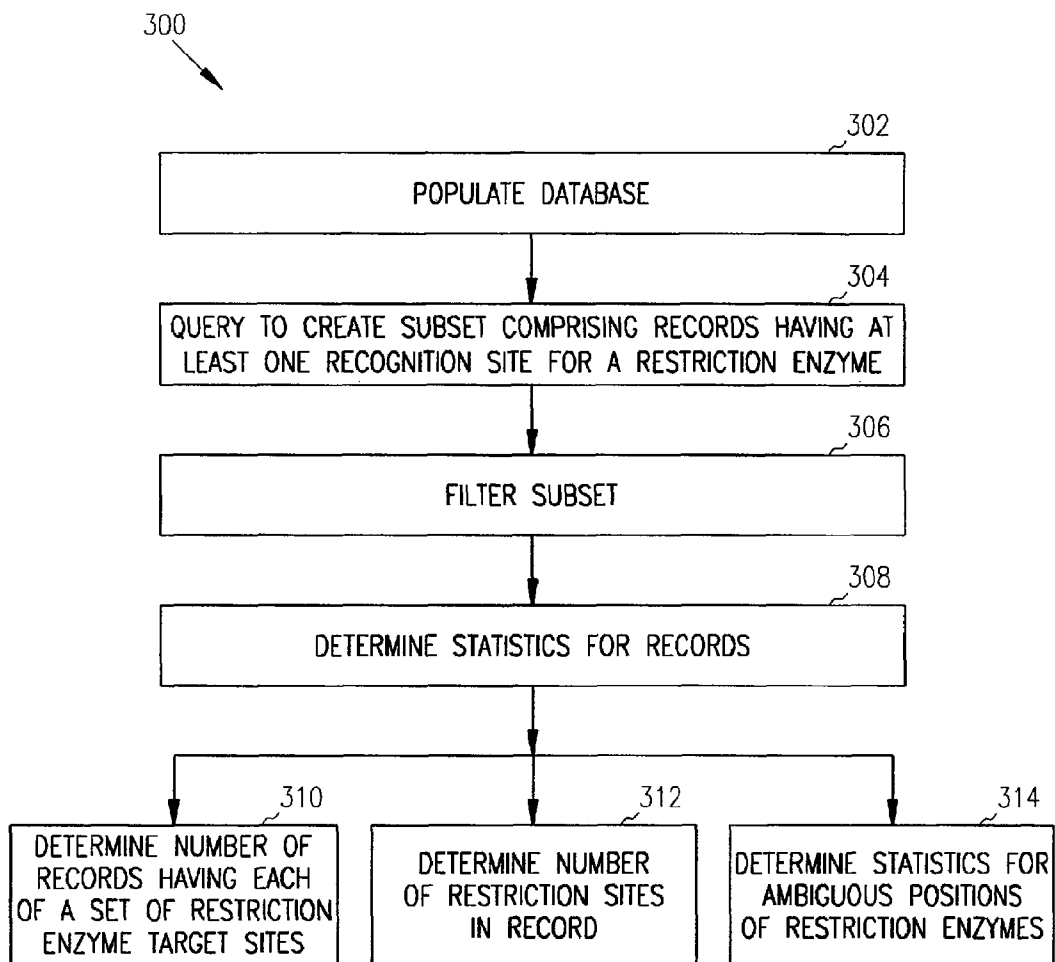 300
302
POPULATE DATABASE
304
QUERY TO CREATE SUBSET COMPRISING RECORDS HAVING AT
LEAST ONE RECOGNITION SITE FOR A RESTRICTION ENZYME
306
FILTER SUBSET
308
DETERMINE STATISTICS FOR RECORDS
310
DETERMINE NUMBER OF
RECORDS HAVING EACH
OF A SET OF RESTRICTION
ENZYME TARGET SITES
312
DETERMINE NUMBER
OF RESTRICTION SITES
IN RECORD
314
DETERMINE STATISTICS FOR
AMBIGUOUS POSITIONS
OF RESTRICTION ENZYMES